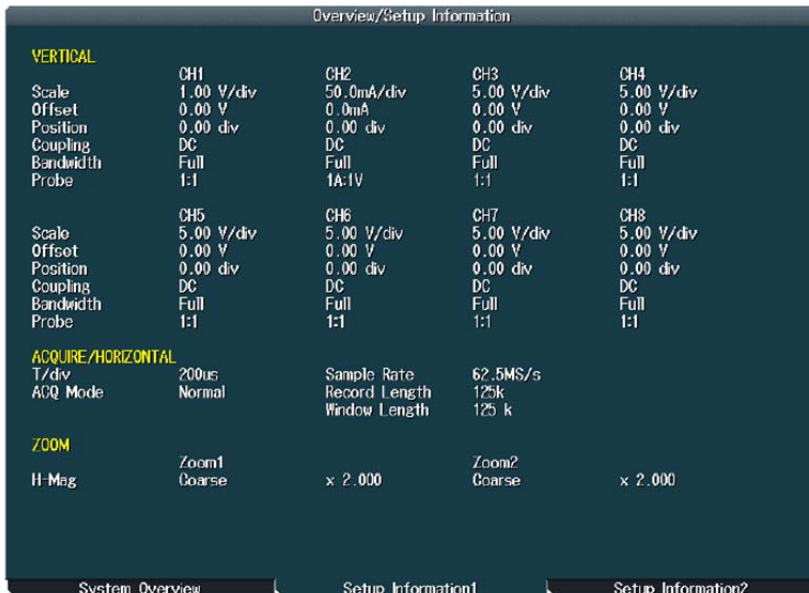 Overview/Setup Information
VERTICAL
CH1 CH2 CH3 CH4
Scale 1.00 V/div 50.0mA/div 5.00 V/div 5.00 V/div
Offset 0.00 V 0.0mA 0.00 V 0.00 V
Position 0.00 div 0.00 div 0.00 div 0.00 div
Coupling DC DC DC DC
Bandwidth Full Full Full Full
Probe 1:1 1A:1V 1:1 1:1
CH5 CH6 CH7 CH8
Scale 5.00 V/div 5.00 V/div 5.00 V/div 5.00 V/div
Offset 0.00 V 0.00 V 0.00 V 0.00 V
Position 0.00 div 0.00 div 0.00 div 0.00 div
Coupling DC DC DC DC
Bandwidth Full Full Full Full
Probe 1:1 1:1 1:1 1:1
ACQUIRE/HORIZONTAL
T/div 200us Sample Rate 62.5MS/s
ACQ Mode Normal Record Length 125k
Window Length 125 k
ZOOM
Zoom1 Zoom2
H-Mag Coarse x 2.000 Coarse x 2.000
System Overview Setup Information1 Setup Information2